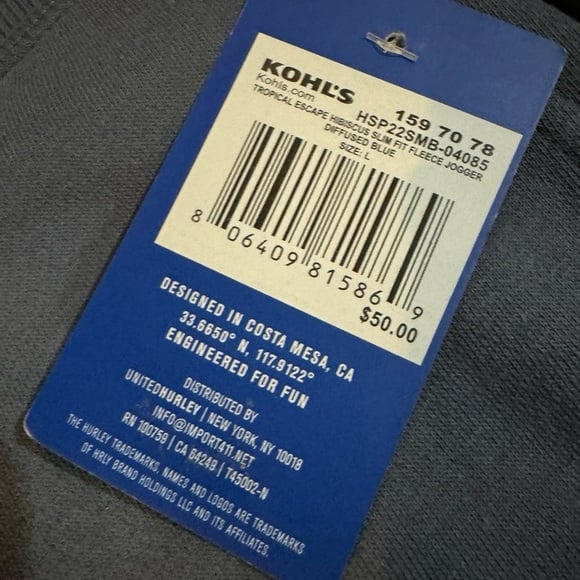 KOHL'S
Kohls.com
159 70 78
HSP22SMB-04085
TROPICAL ESCAPE HIBISCUS SLIM FIT FLEECE JOGGER
DIFFUSED BLUE
SIZE: L
8 06409 81586 9
$50.00
DESIGNED IN COSTA MESA, CA
33.6650° N, 117.9122°
ENGINEERED FOR FUN
DISTRIBUTED BY
UNITEDHURLEY | NEW YORK, NY 10018
INFO@IMPORT411.NET
RN 100759 | CA 64249 | T45002-N
THE HURLEY TRADEMARKS, NAMES AND LOGOS ARE TRADEMARKS
OF HRLY BRAND HOLDINGS LLC AND ITS AFFILIATES.